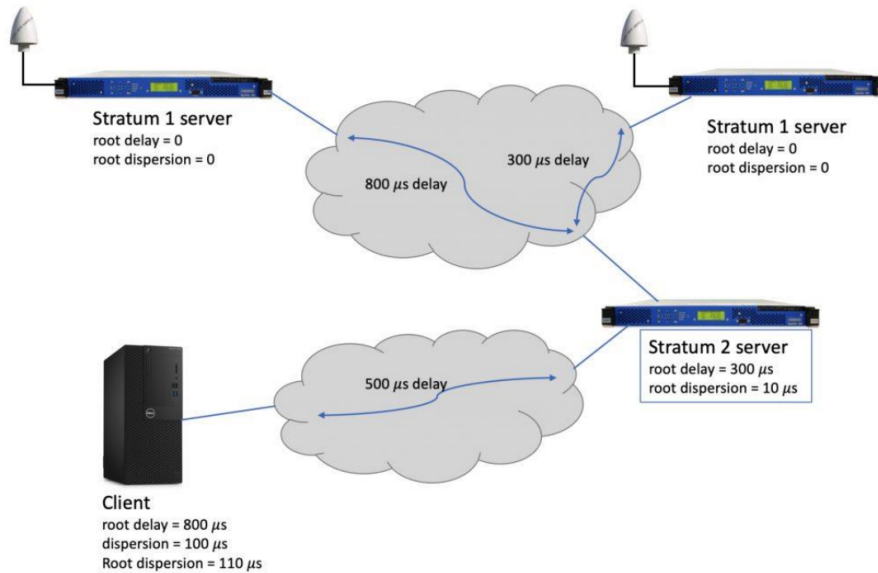 Stratum 1 server
root delay = 0
root dispersion = 0
Stratum 1 server
root delay = 0
root dispersion = 0
800 μs delay
300 μs delay
Stratum 2 server
root delay = 300 μs
root dispersion = 10 μs
500 μs delay
DELL
Client
root delay = 800 μs
dispersion = 100 μs
Root dispersion = 110 μs